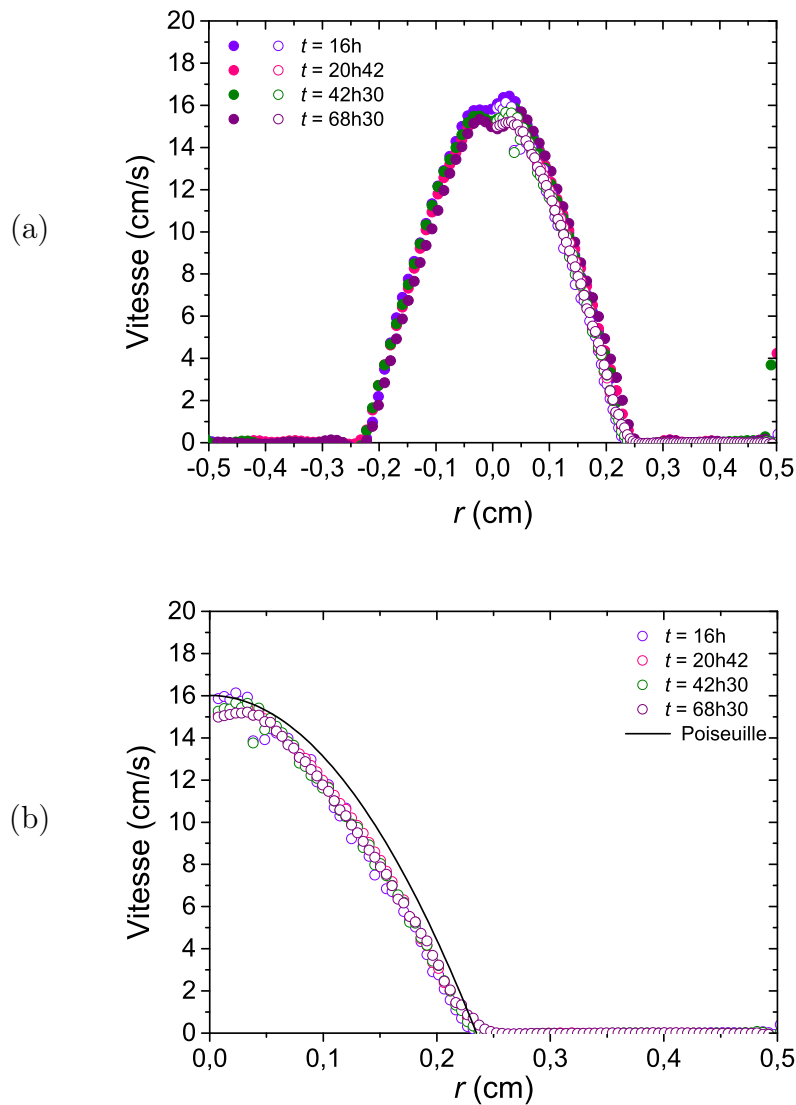 (a)
Vitesse (cm/s)
20
18
16
14
12
10
8
6
4
2
0
t = 16h
t = 20h42
t = 42h30
t = 68h30
-0,5 -0,4 -0,3 -0,2 -0,1 0,0 0,1 0,2 0,3 0,4 0,5
r (cm)
(b)
Vitesse (cm/s)
20
18
16
14
12
10
8
6
4
2
0
t = 16h
t = 20h42
t = 42h30
t = 68h30
Poiseuille
0,0 0,1 0,2 0,3 0,4 0,5
r (cm)